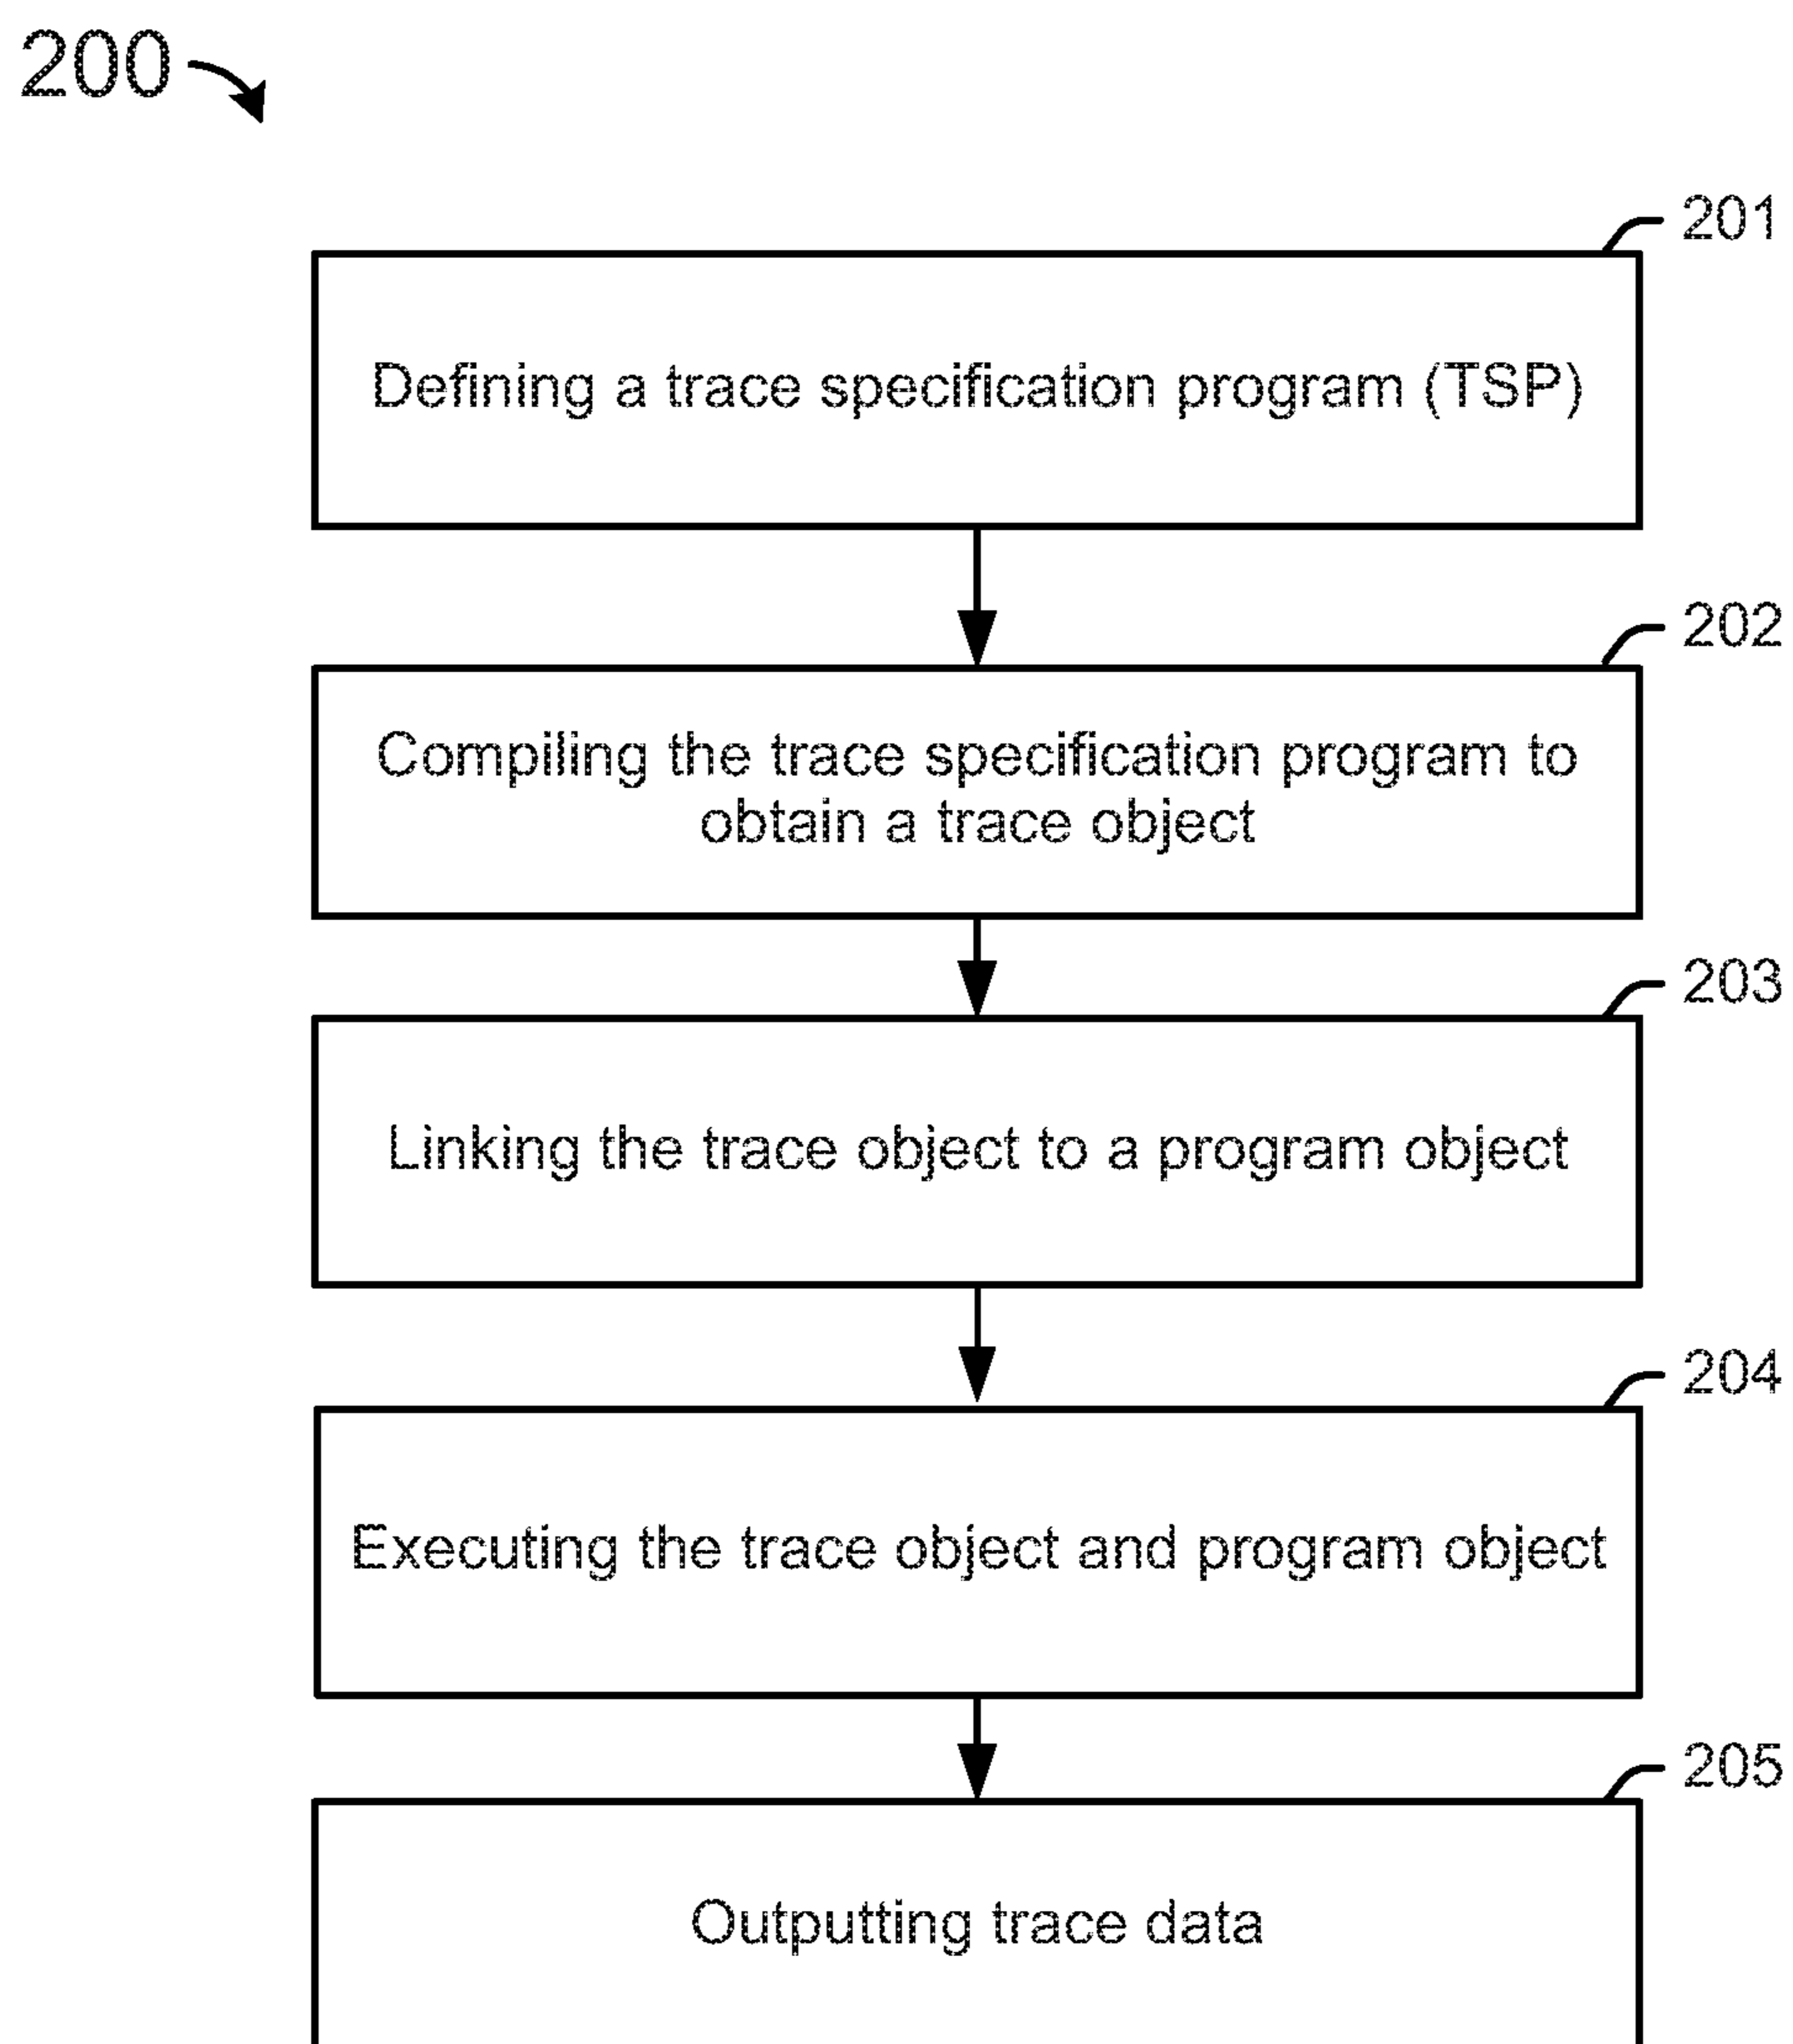 200
201
Defining a trace specification program (TSP)
202
Compiling the trace specification program to
obtain a trace object
203
Linking the trace object to a program object
204
Executing the trace object and program object
205
Outputting trace data